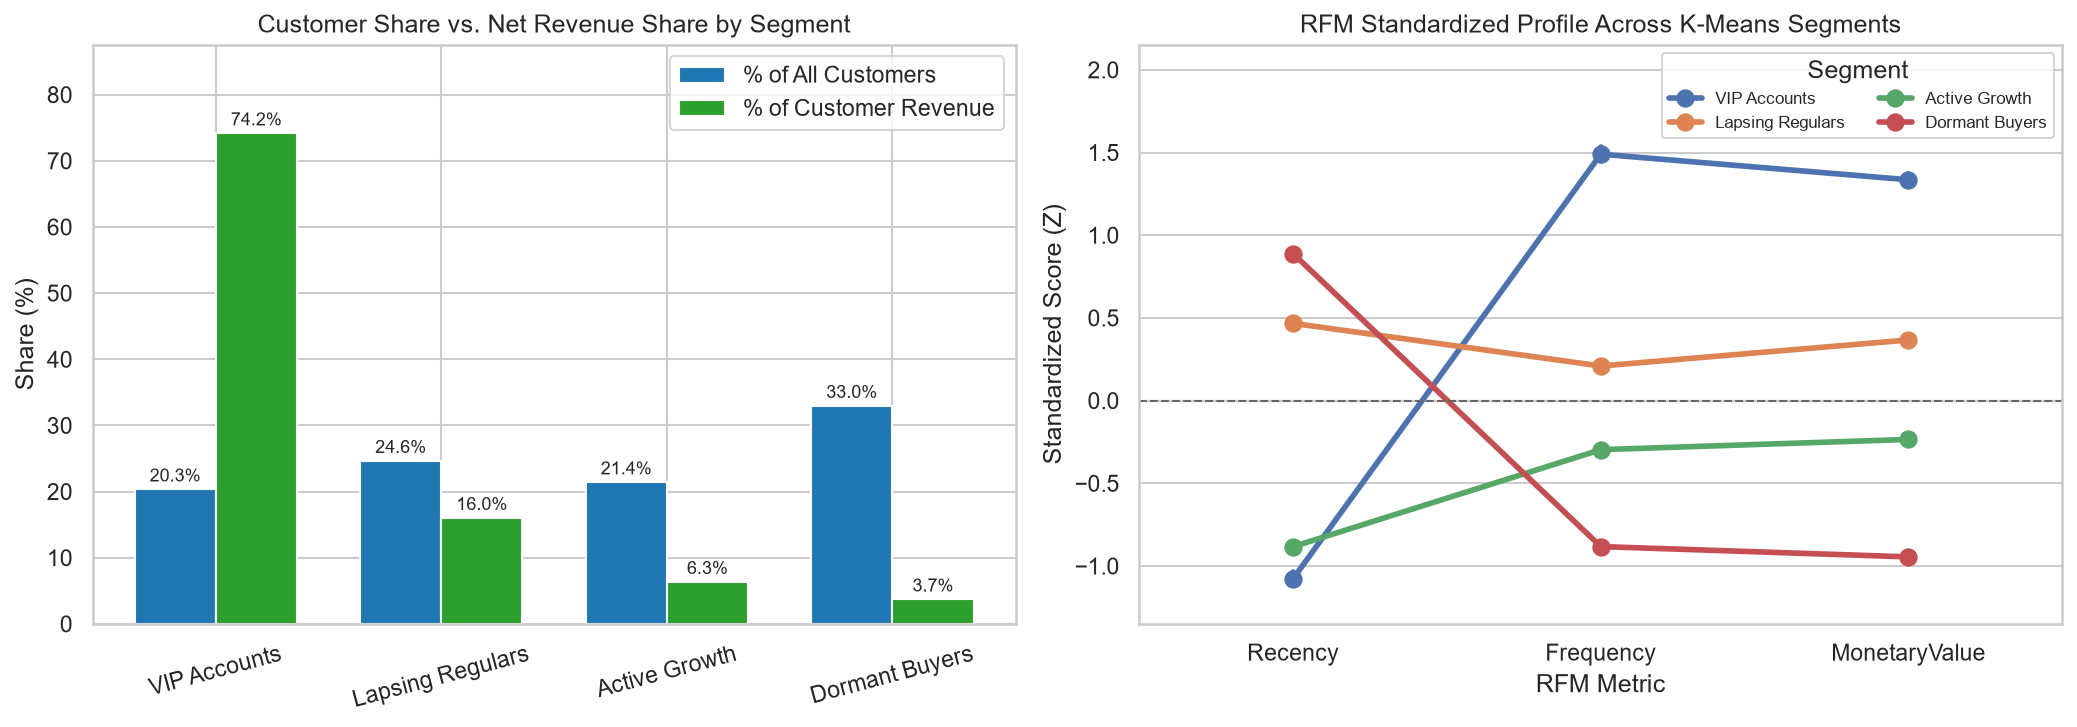 Customer Share vs. Net Revenue Share by Segment
% of All Customers
% of Customer Revenue
Share (%)
80
70
60
50
40
30
20
10
0
20.3%
74.2%
24.6%
16.0%
21.4%
6.3%
33.0%
3.7%
VIP Accounts
Lapsing Regulars
Active Growth
Dormant Buyers
RFM Standardized Profile Across K-Means Segments
Segment
VIP Accounts
Lapsing Regulars
Active Growth
Dormant Buyers
Standardized Score (Z)
2.0
1.5
1.0
0.5
0.0
−0.5
−1.0
Recency
Frequency
MonetaryValue
RFM Metric